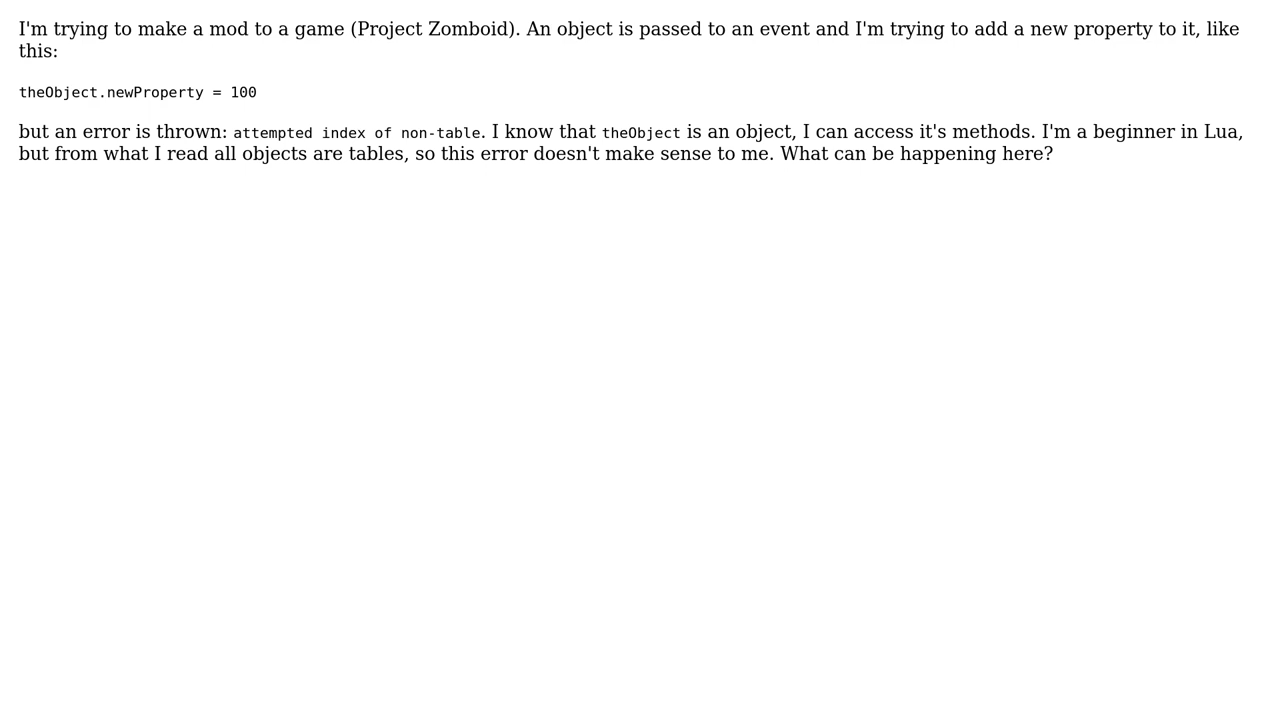 I'm trying to make a mod to a game (Project Zomboid). An object is passed to an event and I'm trying to add a new property to it, like
this:
theObject.newProperty = 100
but an error is thrown: attempted index of non-table. I know that theObject is an object, I can access it's methods. I'm a beginner in Lua,
but from what I read all objects are tables, so this error doesn't make sense to me. What can be happening here?